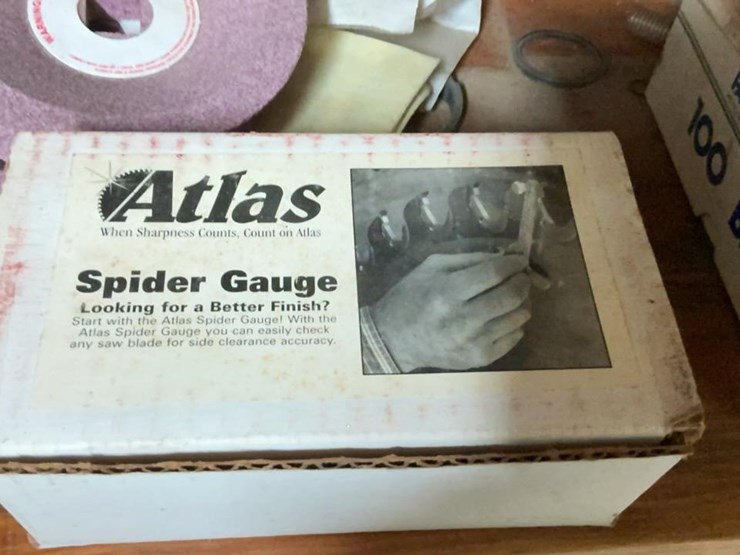 WARNING
Atlas
When Sharpness Counts, Count on Atlas
Spider Gauge
Looking for a Better Finish?
Start with the Atlas Spider Gauge! With the
Atlas Spider Gauge you can easily check
any saw blade for side clearance accuracy.
100